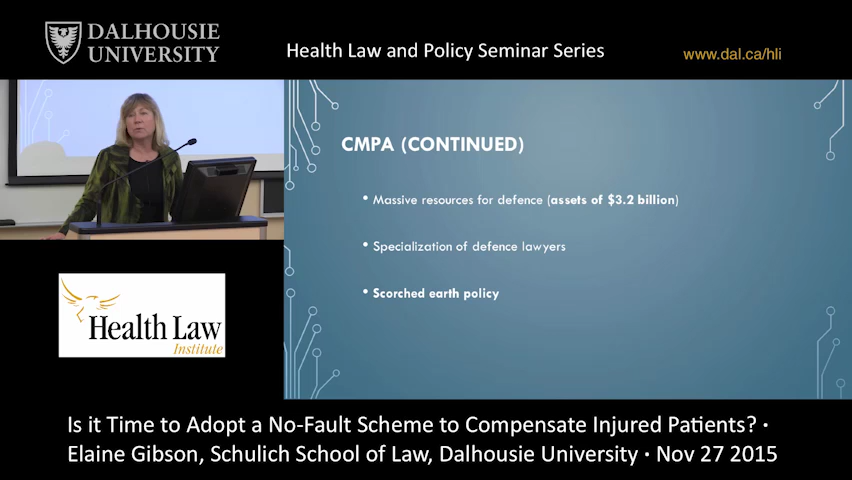 DALHOUSIE
UNIVERSITY
Health Law and Policy Seminar Series
www.dal.ca/hli
CMPA (CONTINUED)
• Massive resources for defence (assets of $3.2 billion)
• Specialization of defence lawyers
• Scorched earth policy
Health Law
Institute
Is it Time to Adopt a No-Fault Scheme to Compensate Injured Patients? ·
Elaine Gibson, Schulich School of Law, Dalhousie University · Nov 27 2015